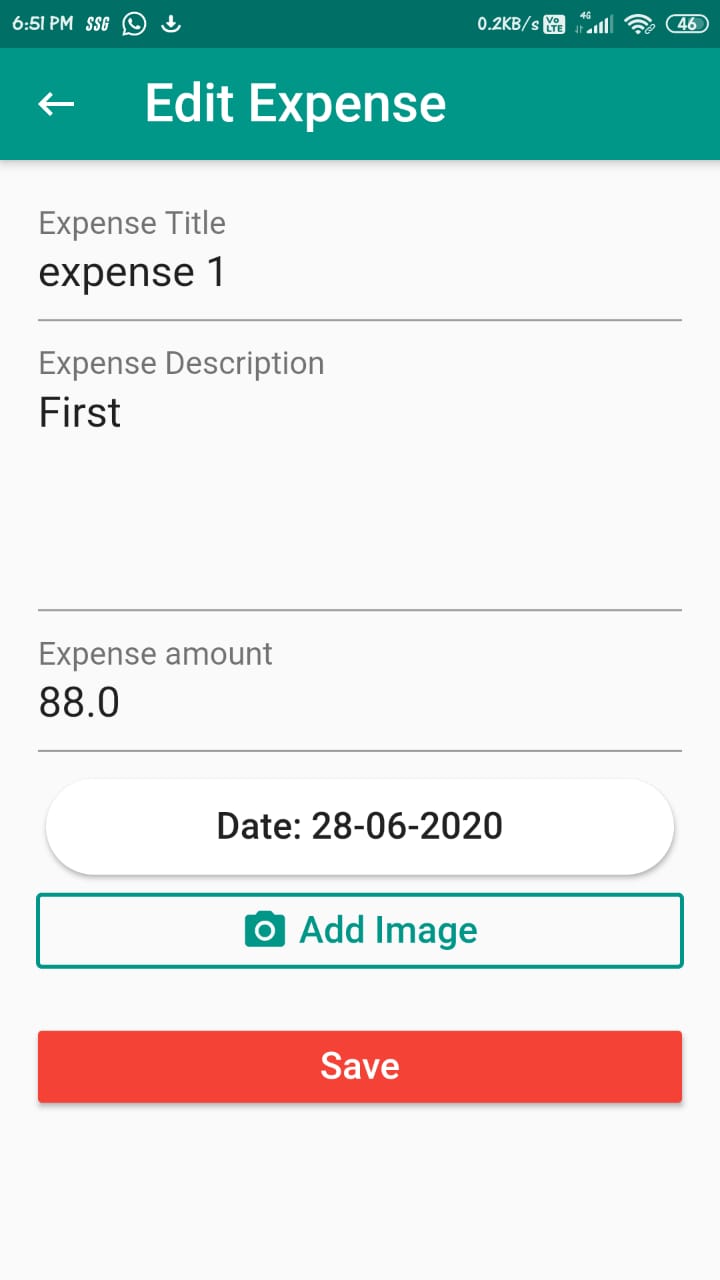 6:51 PM SSG 0.2KB/s Vo LTE 4G 46
Edit Expense
Expense Title
expense 1
Expense Description
First
Expense amount
88.0
Date: 28-06-2020
Add Image
Save